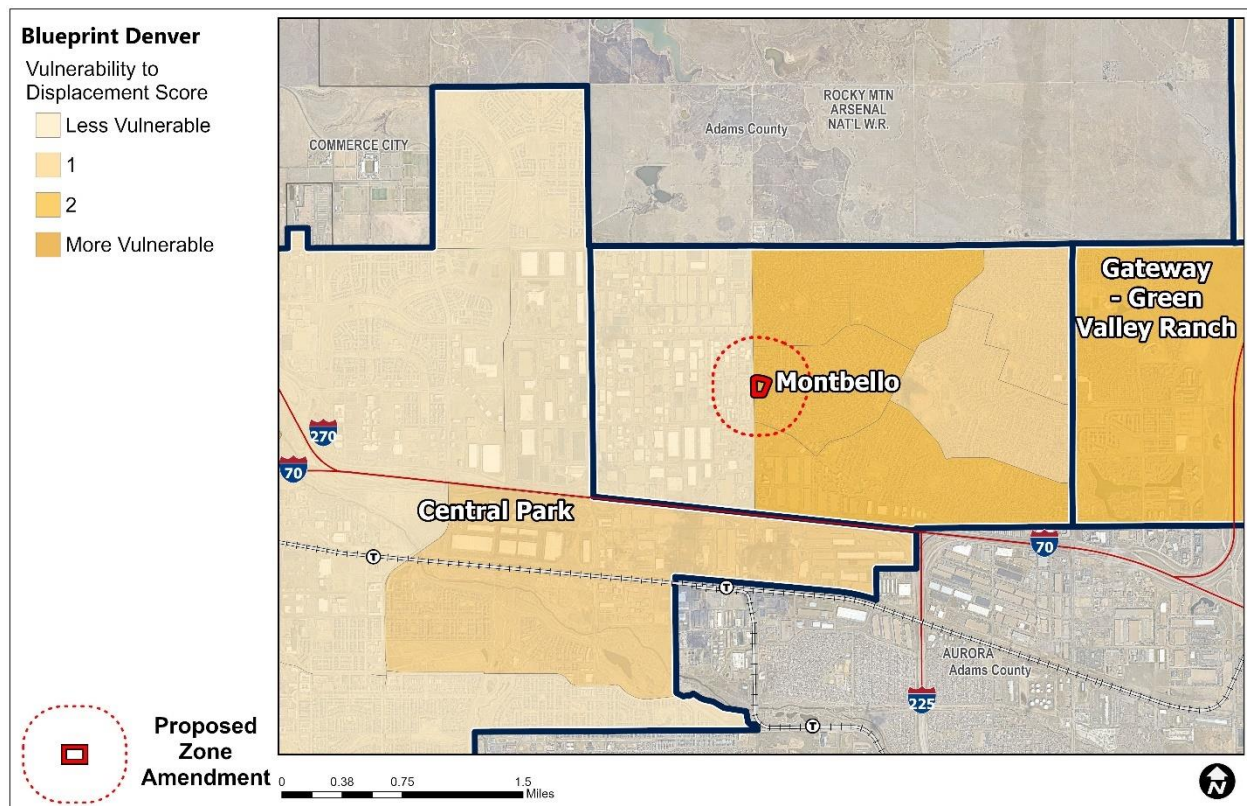 Blueprint Denver
Vulnerability to
Displacement Score
Less Vulnerable
1
2
More Vulnerable
COMMERCE CITY
Adams County
ROCKY MTN
ARSENAL
NAT'L W.R.
Gateway
- Green
Valley Ranch
Montbello
270
70
Central Park
T
T
70
AURORA
Adams County
225
T
Proposed
Zone
Amendment
0 0.38 0.75 1.5
Miles
N